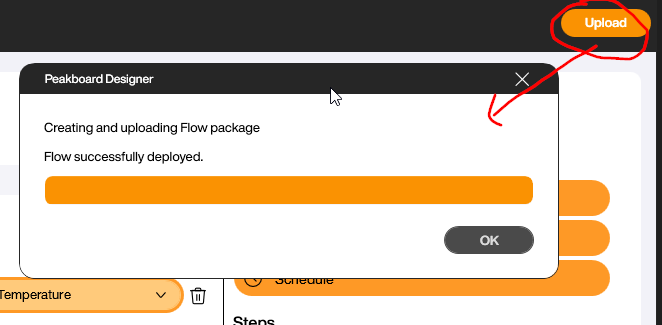 Upload
Peakboard Designer
Creating and uploading Flow package
Flow successfully deployed.
OK
Temperature
Schedule
Steps